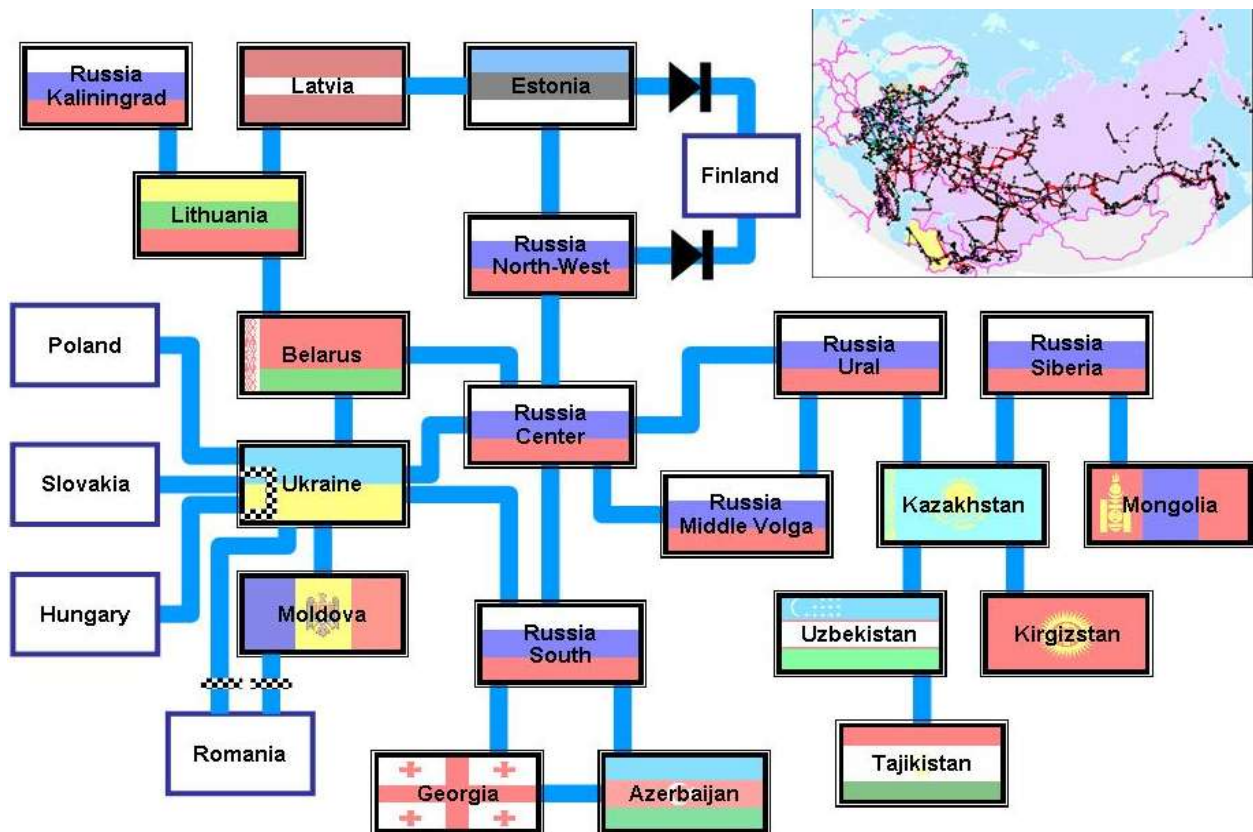 Russia
Kaliningrad
Latvia
Estonia
Finland
Lithuania
Russia
North-West
Poland
Belarus
Russia
Ural
Russia
Siberia
Russia
Center
Slovakia
Ukraine
Kazakhstan
Mongolia
Russia
Middle Volga
Hungary
Moldova
Russia
South
Uzbekistan
Kirgizstan
Romania
Georgia
Azerbaijan
Tajikistan